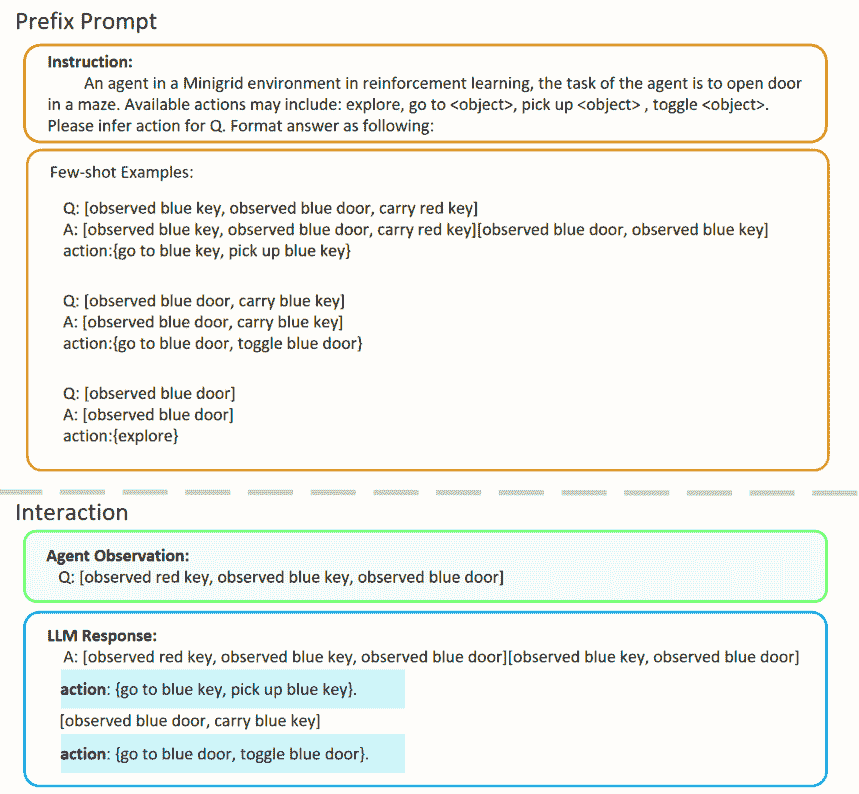 Prefix Prompt
Instruction:
An agent in a Minigrid environment in reinforcement learning, the task of the agent is to open door
in a maze. Available actions may include: explore, go to <object>, pick up <object> , toggle <object>.
Please infer action for Q. Format answer as following:
Few-shot Examples:
Q: [observed blue key, observed blue door, carry red key]
A: [observed blue key, observed blue door, carry red key][observed blue door, observed blue key]
action:{go to blue key, pick up blue key}
Q: [observed blue door, carry blue key]
A: [observed blue door, carry blue key]
action:{go to blue door, toggle blue door}
Q: [observed blue door]
A: [observed blue door]
action:{explore}
Interaction
Agent Observation:
Q: [observed red key, observed blue key, observed blue door]
LLM Response:
A: [observed red key, observed blue key, observed blue door][observed blue key, observed blue door]
action: {go to blue key, pick up blue key}.
[observed blue door, carry blue key]
action: {go to blue door, toggle blue door}.